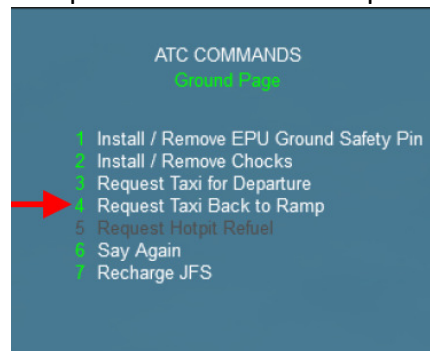 ATC COMMANDS
Ground Page
1 Install / Remove EPU Ground Safety Pin
2 Install / Remove Chocks
3 Request Taxi for Departure
4 Request Taxi Back to Ramp
5 Request Hotpit Refuel
6 Say Again
7 Recharge JFS